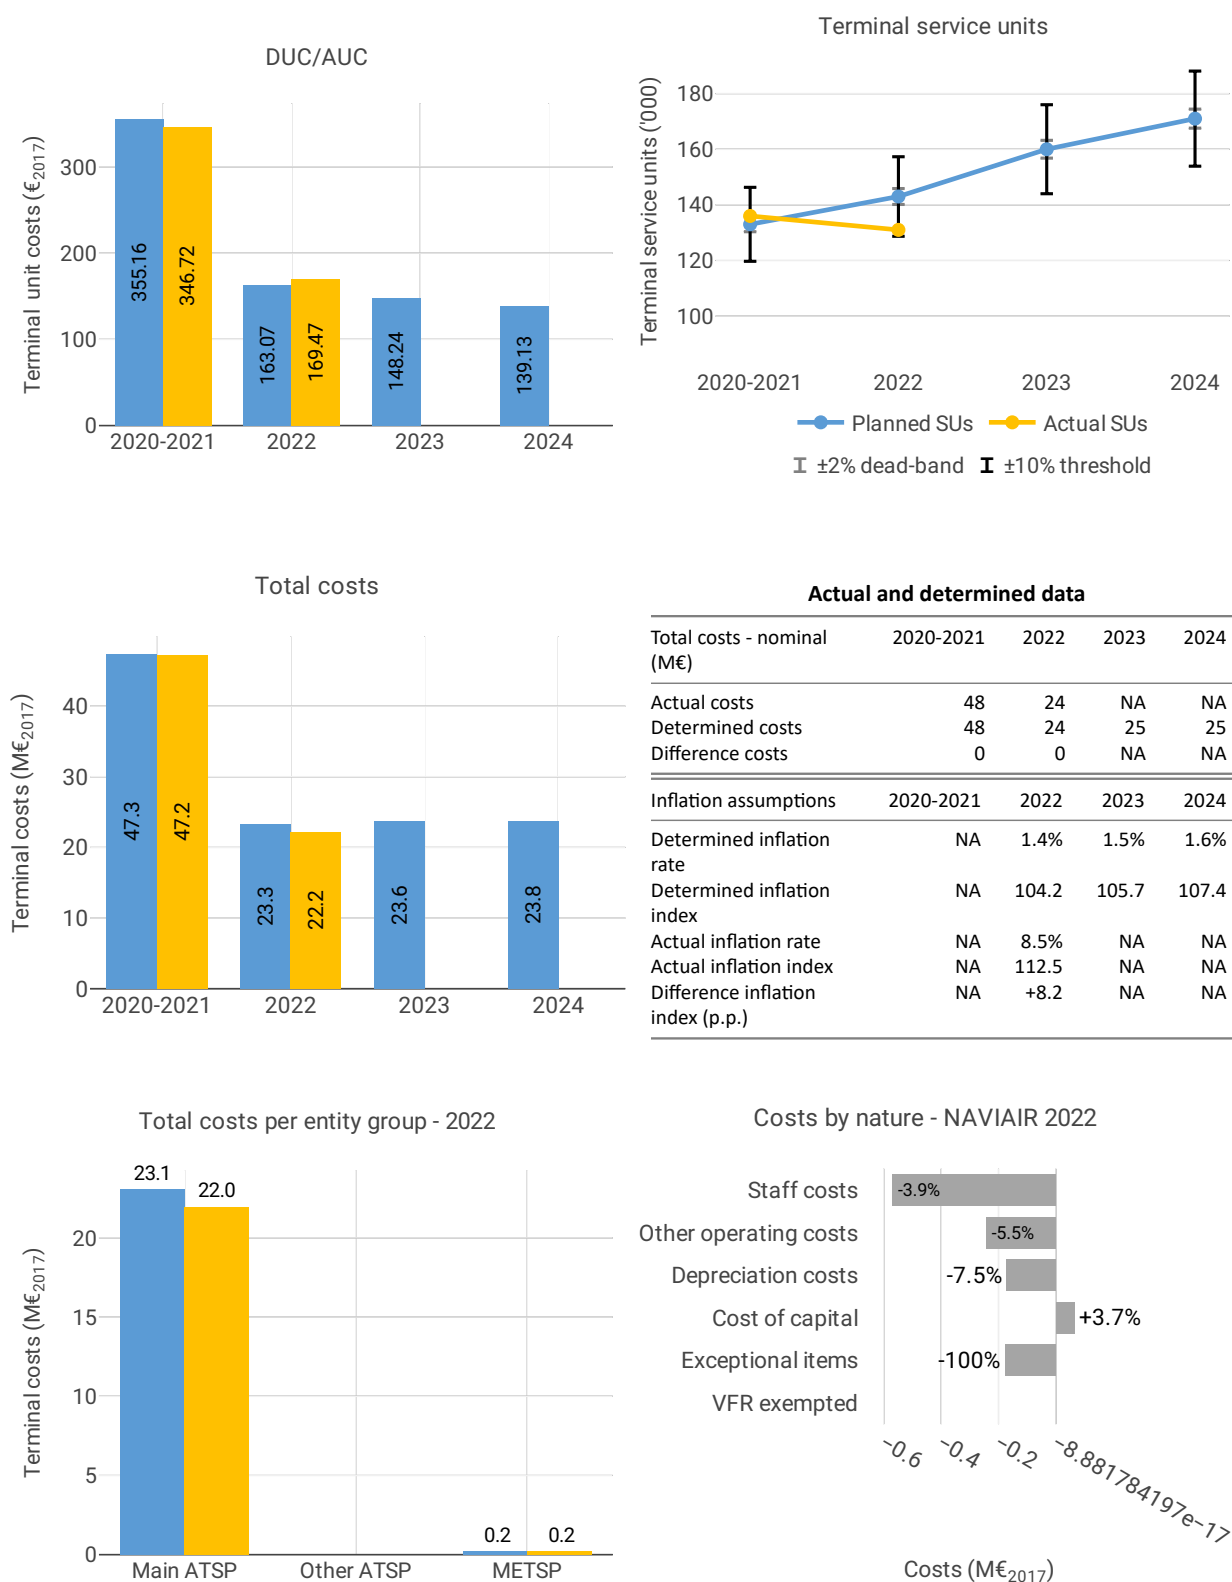 DUC/AUC
Terminal unit costs (€2017)
300
200
100
0
355.16
346.72
163.07
169.47
148.24
139.13
2020-2021
2022
2023
2024
Terminal service units
Terminal service units ('000)
180
160
140
120
100
2020-2021
2022
2023
2024
Planned SUs
Actual SUs
±2% dead-band
±10% threshold
Total costs
Terminal costs (M€2017)
40
30
20
10
0
47.3
47.2
23.3
22.2
23.6
23.8
2020-2021
2022
2023
2024
Actual and determined data
Total costs - nominal 2020-2021 2022 2023 2024
(M€)
Actual costs 48 24 NA NA
Determined costs 48 24 25 25
Difference costs 0 0 NA NA
Inflation assumptions 2020-2021 2022 2023 2024
Determined inflation NA 1.4% 1.5% 1.6%
rate
Determined inflation NA 104.2 105.7 107.4
index
Actual inflation rate NA 8.5% NA NA
Actual inflation index NA 112.5 NA NA
Difference inflation NA +8.2 NA NA
index (p.p.)
Total costs per entity group - 2022
Terminal costs (M€2017)
20
15
10
5
0
23.1
22.0
0.2
0.2
Main ATSP
Other ATSP
METSP
Costs by nature - NAVIAIR 2022
Staff costs
-3.9%
Other operating costs
-5.5%
Depreciation costs
-7.5%
Cost of capital
+3.7%
Exceptional items
-100%
VFR exempted
−0.6
−0.4
−0.2
−8.881784197e−17
Costs (M€2017)